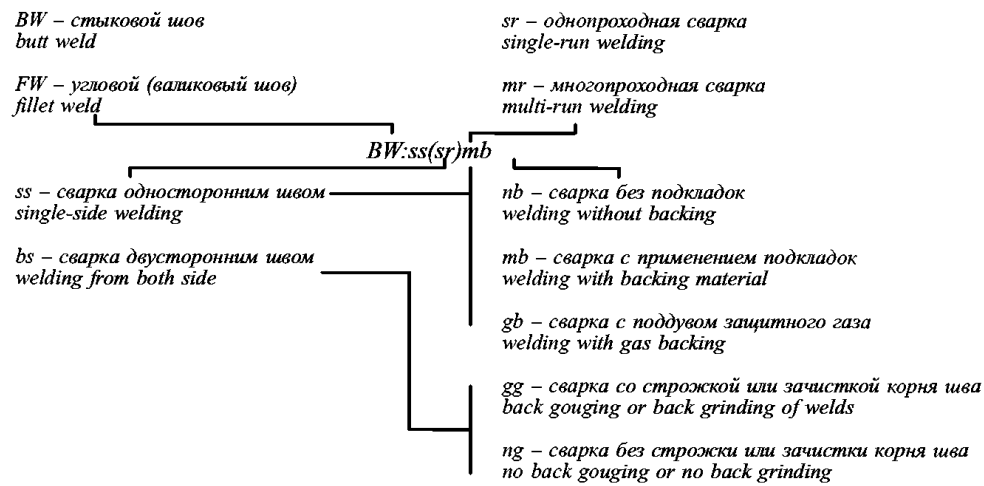 BW – стыковой шов
butt weld
FW – угловой (валиковый шов)
fillet weld
sr – однопроходная сварка
single-run welding
mr – многопроходная сварка
multi-run welding
BW:ss(sr)mb
ss – сварка односторонним швом
single-side welding
bs – сварка двусторонним швом
welding from both side
nb – сварка без подкладок
welding without backing
mb – сварка с применением подкладок
welding with backing material
gb – сварка с поддувом защитного газа
welding with gas backing
gg – сварка со строжкой или зачисткой корня шва
back gouging or back grinding of welds
ng – сварка без строжки или зачистки корня шва
no back gouging or no back grinding